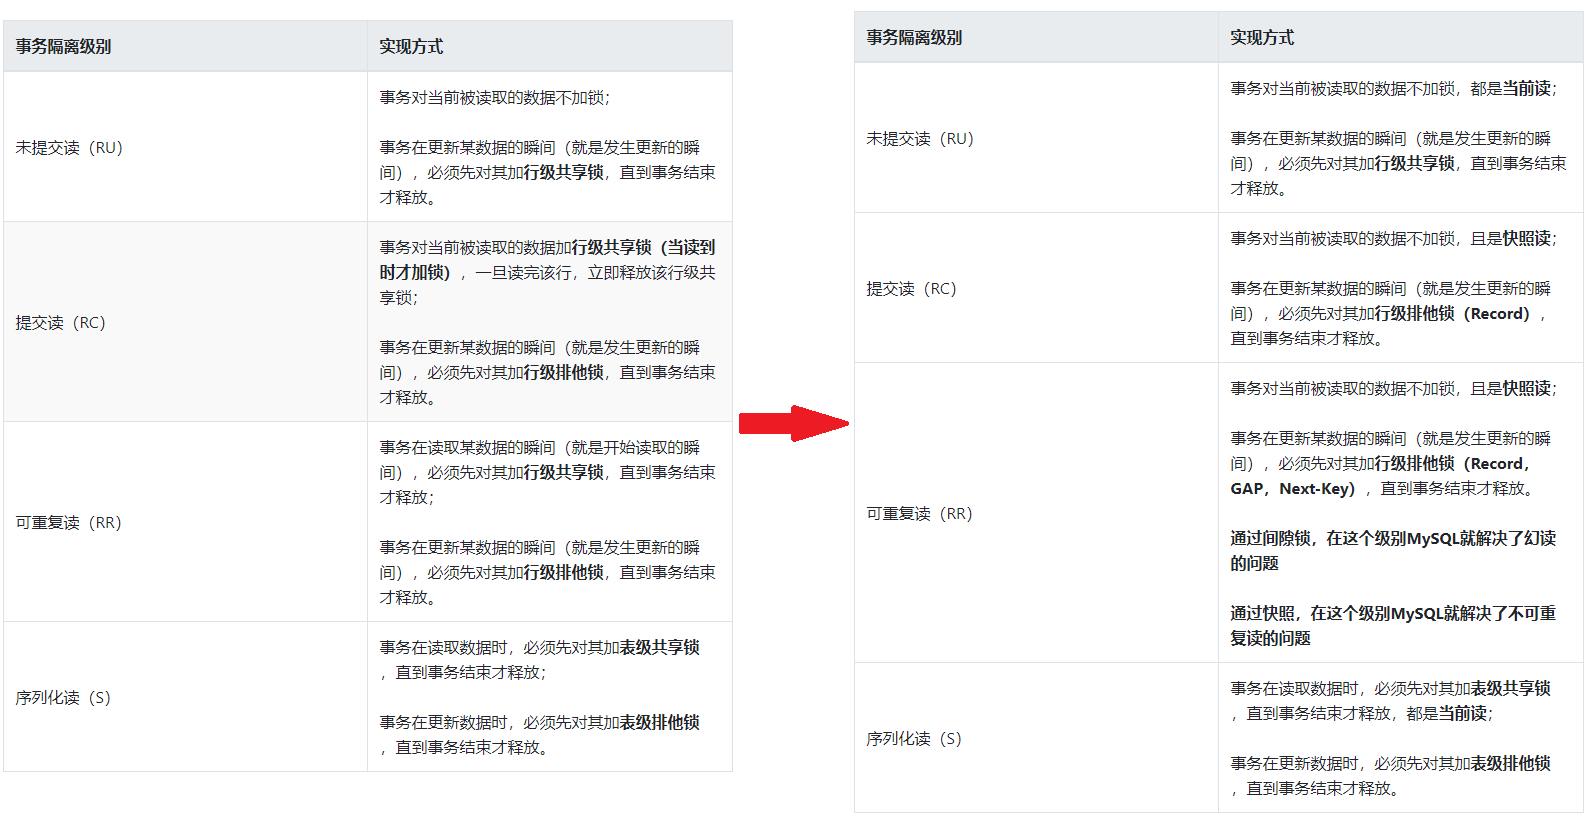 事务隔离级别
实现方式
未提交读（RU）
事务对当前被读取的数据不加锁；
事务在更新某数据的瞬间（就是发生更新的瞬
间），必须先对其加行级共享锁，直到事务结束
才释放。
提交读（RC）
事务对当前被读取的数据加行级共享锁（当读到
时才加锁），一旦读完该行，立即释放该行级共
享锁；
事务在更新某数据的瞬间（就是发生更新的瞬
间），必须先对其加行级排他锁，直到事务结束
才释放。
可重复读（RR）
事务在读取某数据的瞬间（就是开始读取的瞬
间），必须先对其加行级共享锁，直到事务结束
才释放；
事务在更新某数据的瞬间（就是发生更新的瞬
间），必须先对其加行级排他锁，直到事务结束
才释放。
序列化读（S）
事务在读取数据时，必须先对其加表级共享锁
，直到事务结束才释放；
事务在更新数据时，必须先对其加表级排他锁
，直到事务结束才释放。
事务隔离级别
实现方式
未提交读（RU）
事务对当前被读取的数据不加锁，都是当前读；
事务在更新某数据的瞬间（就是发生更新的瞬
间），必须先对其加行级共享锁，直到事务结束
才释放。
提交读（RC）
事务对当前被读取的数据不加锁，且是快照读；
事务在更新某数据的瞬间（就是发生更新的瞬
间），必须先对其加行级排他锁（Record），
直到事务结束才释放。
可重复读（RR）
事务对当前被读取的数据不加锁，且是快照读；
事务在更新某数据的瞬间（就是发生更新的瞬
间），必须先对其加行级排他锁（Record，
GAP，Next-Key），直到事务结束才释放。
通过间隙锁，在这个级别MySQL就解决了幻读
的问题
通过快照，在这个级别MySQL就解决了不可重
复读的问题
序列化读（S）
事务在读取数据时，必须先对其加表级共享锁
，直到事务结束才释放，都是当前读；
事务在更新数据时，必须先对其加表级排他锁
，直到事务结束才释放。